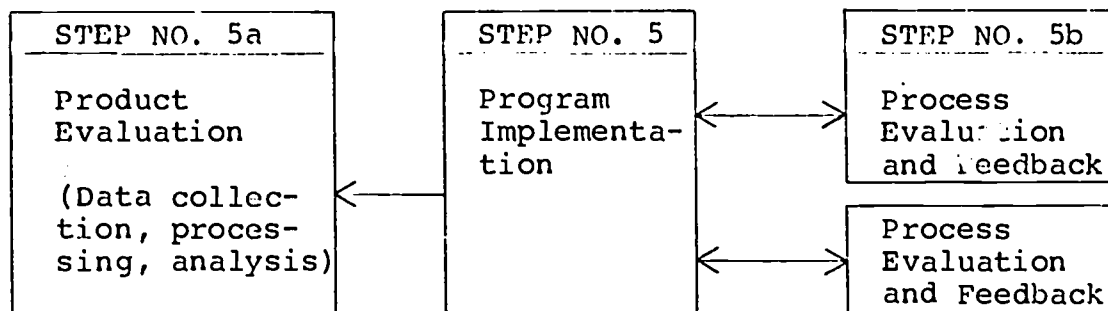 STEP NO. 5a
Product
Evaluation
(Data collec-
tion, proces-
sing, analysis)
STEP NO. 5
Program
Implementa-
tion
STEP NO. 5b
Process
Evaluation
and Feedback
Process
Evaluation
and Feedback